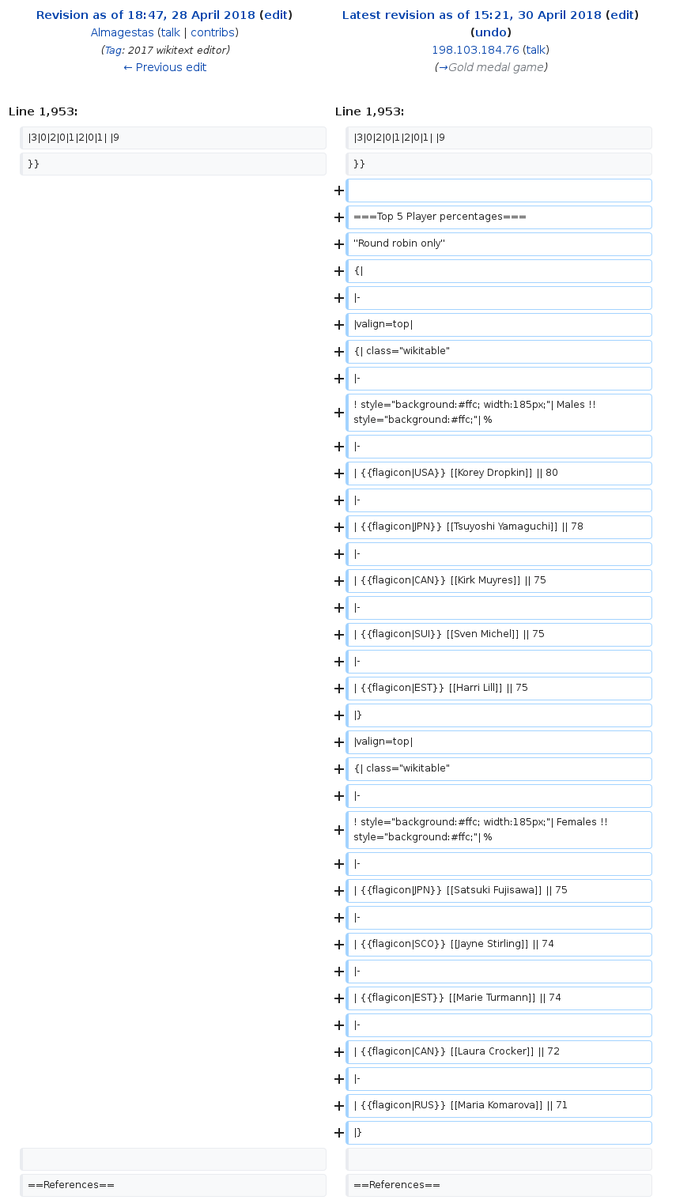 Revision as of 18:47, 28 April 2018 (edit)
Almagestas (talk | contribs)
(Tag: 2017 wikitext editor)
← Previous edit
Latest revision as of 15:21, 30 April 2018 (edit)
(undo)
198.103.184.76 (talk)
(→Gold medal game)
Line 1,953:
Line 1,953:
|3|0|2|0|1|2|0|1| |9
|3|0|2|0|1|2|0|1| |9
}}
}}
+
+ ===Top 5 Player percentages===
+ ''Round robin only''
+ {|
+ |-
+ |valign=top|
+ {| class="wikitable"
+ |-
+ ! style="background:#ffc; width:185px;"| Males !!
style="background:#ffc;"| %
+ |-
+ | {{flagicon|USA}} [[Korey Dropkin]] || 80
+ |-
+ | {{flagicon|JPN}} [[Tsuyoshi Yamaguchi]] || 78
+ |-
+ | {{flagicon|CAN}} [[Kirk Muyres]] || 75
+ |-
+ | {{flagicon|SUI}} [[Sven Michel]] || 75
+ |-
+ | {{flagicon|EST}} [[Harri Lill]] || 75
+ |}
+ |valign=top|
+ {| class="wikitable"
+ |-
+ ! style="background:#ffc; width:185px;"| Females !!
style="background:#ffc;"| %
+ |-
+ | {{flagicon|JPN}} [[Satsuki Fujisawa]] || 75
+ |-
+ | {{flagicon|SCO}} [[Jayne Stirling]] || 74
+ |-
+ | {{flagicon|EST}} [[Marie Turmann]] || 74
+ |-
+ | {{flagicon|CAN}} [[Laura Crocker]] || 72
+ |-
+ | {{flagicon|RUS}} [[Maria Komarova]] || 71
+ |}
==References==
==References==